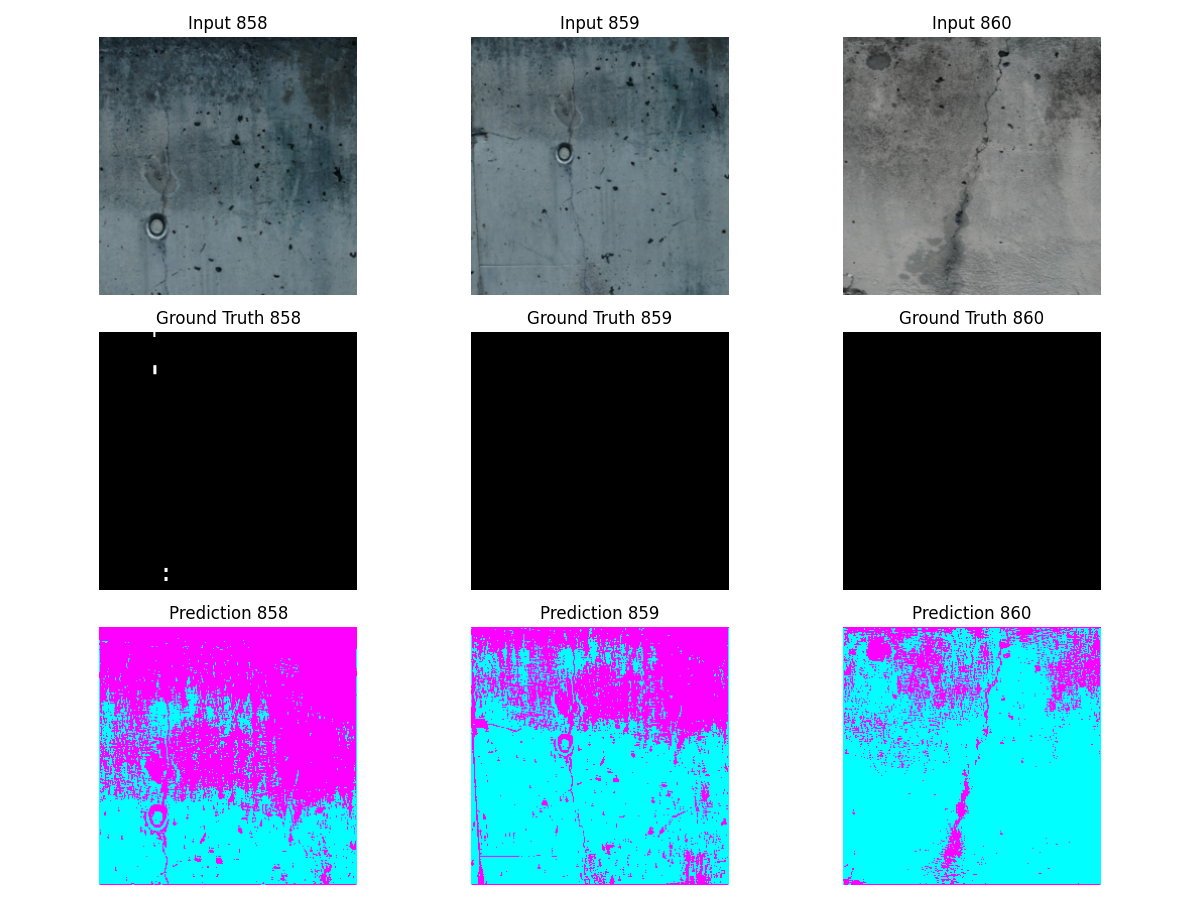 Input 858
Input 859
Input 860
Ground Truth 858
Ground Truth 859
Ground Truth 860
Prediction 858
Prediction 859
Prediction 860